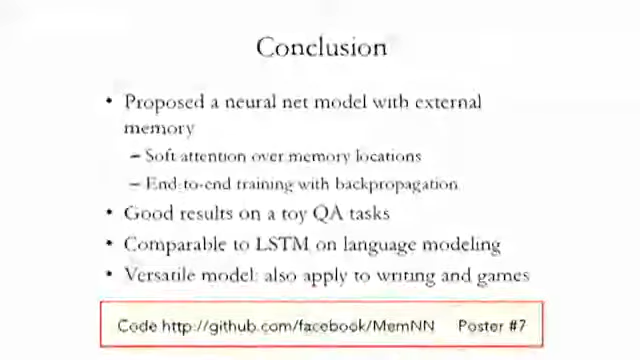 Conclusion
• Proposed a neural net model with external
memory
– Soft attention over memory locations
– End-to-end training with backpropagation
• Good results on a toy QA tasks
• Comparable to LSTM on language modeling
• Versatile model: also apply to writing and games
Code http://github.com/facebook/MemNN Poster #7